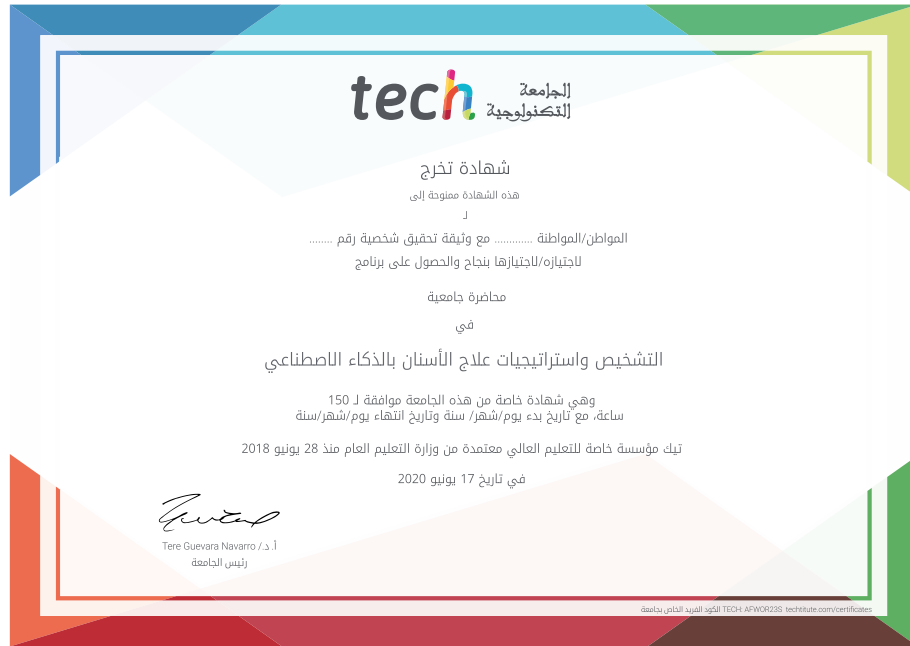 tech الجامعة
التكنولوجية
شهادة تخرج
هذه الشهادة ممنوحة إلى
لـ
المواطن/المواطنة ............. مع وثيقة تحقيق شخصية رقم ........
لاجتيازه/لاجتيازها بنجاح والحصول على برنامج
محاضرة جامعية
في
التشخيص واستراتيجيات علاج الأسنان بالذكاء الاصطناعي
وهي شهادة خاصة من هذه الجامعة موافقة لـ 150
ساعة، مع تاريخ بدء يوم/شهر/ سنة وتاريخ انتهاء يوم/شهر/سنة
تيك مؤسسة خاصة للتعليم العالي معتمدة من وزارة التعليم العام منذ 28 يونيو 2018
في تاريخ 17 يونيو 2020
أ. د./ Tere Guevara Navarro
رئيس الجامعة
الكود الفريد الخاص بجامعة TECH: AFWOR23S techtitute.com/certificates